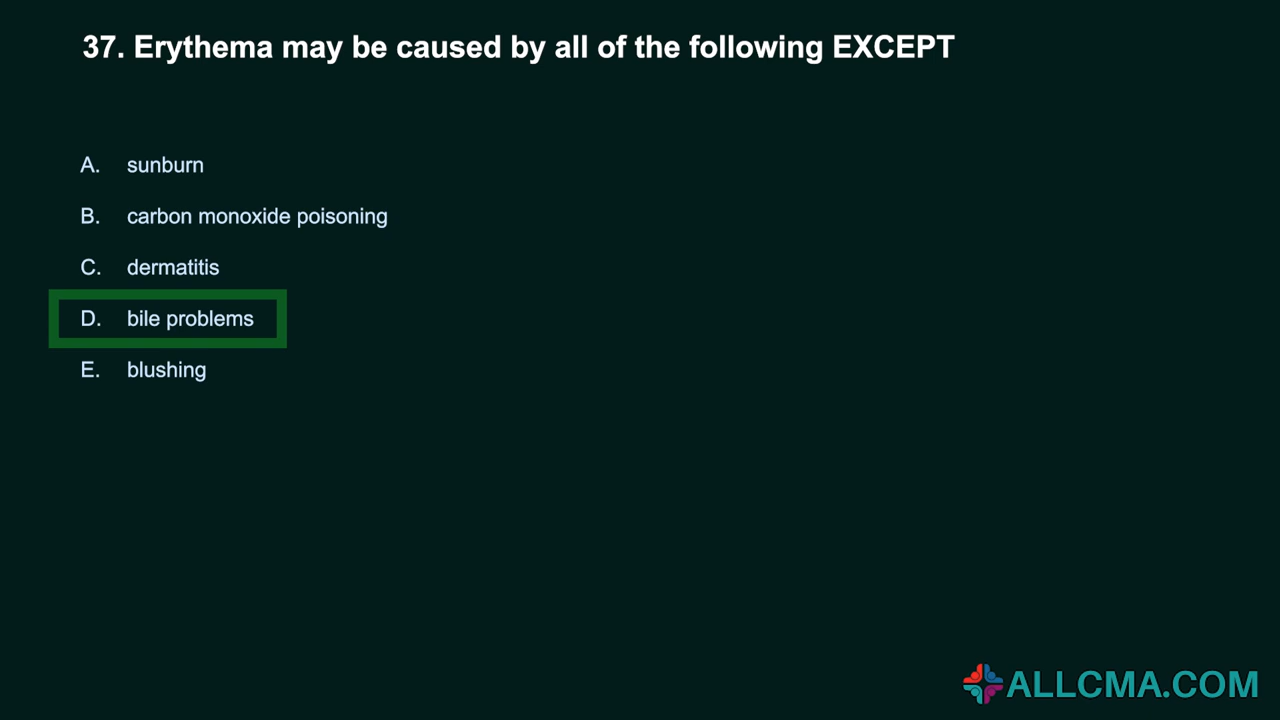 37. Erythema may be caused by all of the following EXCEPT
A. sunburn
B. carbon monoxide poisoning
C. dermatitis
D. bile problems
E. blushing
ALLCMA.COM